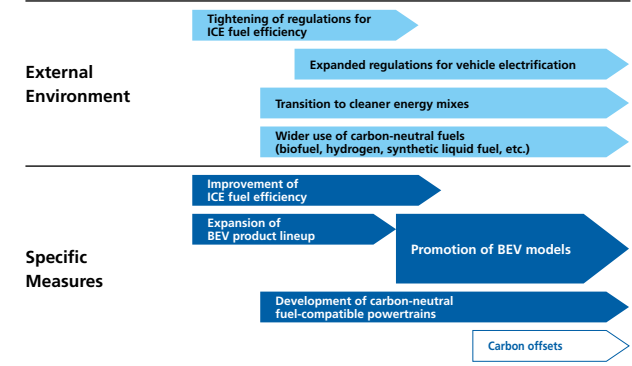 Tightening of regulations for
ICE fuel efficiency
Expanded regulations for vehicle electrification
External
Environment
Transition to cleaner energy mixes
Wider use of carbon-neutral fuels
(biofuel, hydrogen, synthetic liquid fuel, etc.)
Improvement of
ICE fuel efficiency
Expansion of
BEV product lineup
Promotion of BEV models
Specific
Measures
Development of carbon-neutral
fuel-compatible powertrains
Carbon offsets